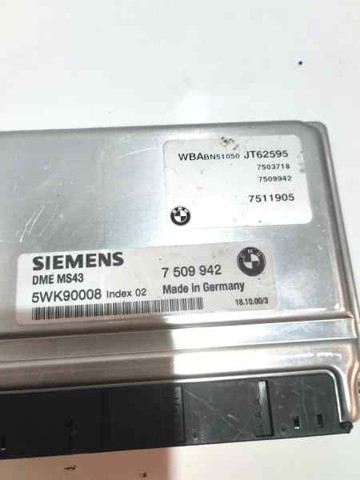 WBABN51050 JT62595
7503718
7509942
7511905
SIEMENS
DME MS43
7 509 942
5WK90008 Index 02
Made in Germany
18.10.00/3